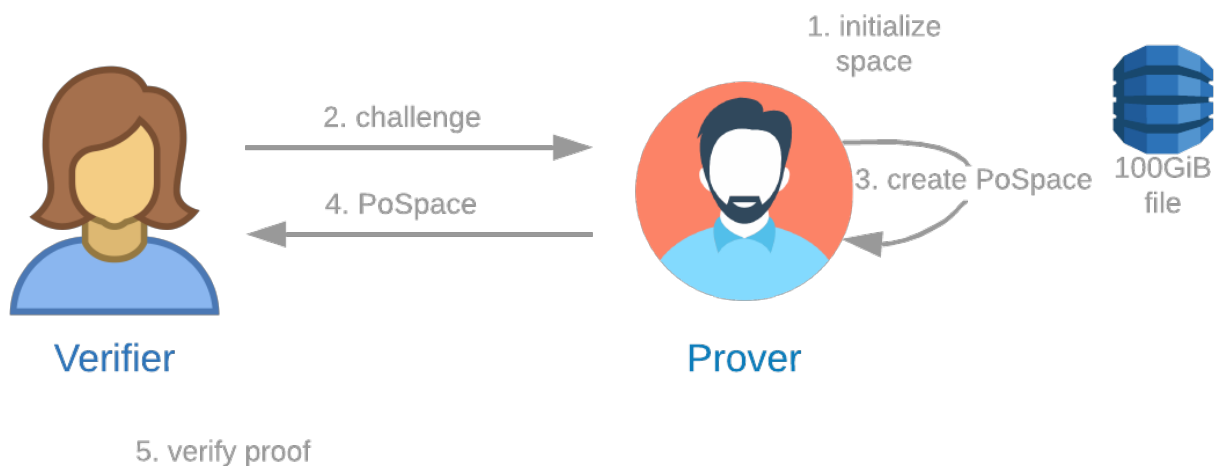 1. initialize
space
2. challenge
3. create PoSpace
100GiB
file
4. PoSpace
Verifier
Prover
5. verify proof